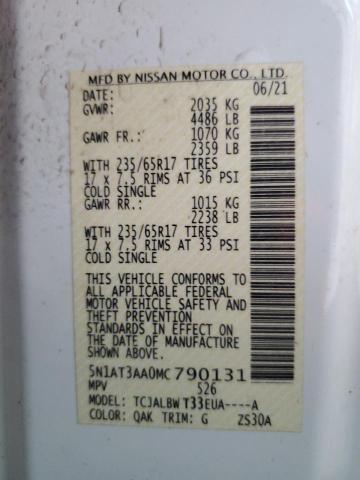 MFD BY NISSAN MOTOR CO., LTD.
DATE: 06/21
GVWR: 2035 KG
4486 LB
GAWR FR.: 1070 KG
2359 LB
WITH 235/65R17 TIRES
17 x 7.5 RIMS AT 36 PSI
COLD SINGLE
GAWR RR.: 1015 KG
2238 LB
WITH 235/65R17 TIRES
17 x 7.5 RIMS AT 33 PSI
COLD SINGLE
THIS VEHICLE CONFORMS TO
ALL APPLICABLE FEDERAL
MOTOR VEHICLE SAFETY AND
AND THEFT PREVENTION
STANDARDS IN EFFECT ON
THE DATE OF MANUFACTURE
SHOWN ABOVE.
5N1AT3AA0MC790131
MPV 526
MODEL: TCJALBW T33EUA----A
COLOR: QAK TRIM: G ZS30A